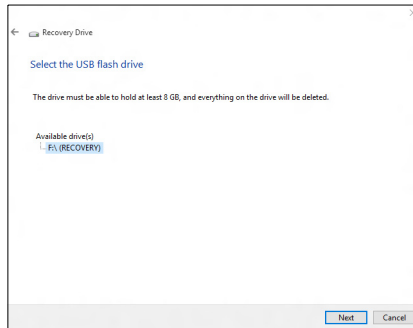 Recovery Drive
Select the USB flash drive
The drive must be able to hold at least 8 GB, and everything on the drive will be deleted.
Available drive(s)
F:\ (RECOVERY)
Next Cancel